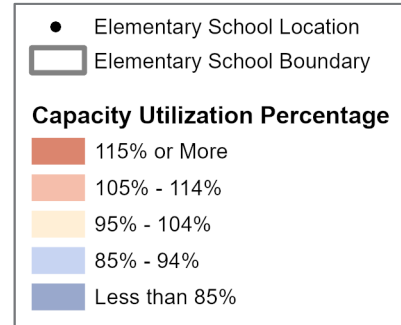 Elementary School Location
Elementary School Boundary
Capacity Utilization Percentage
115% or More
105% - 114%
95% - 104%
85% - 94%
Less than 85%